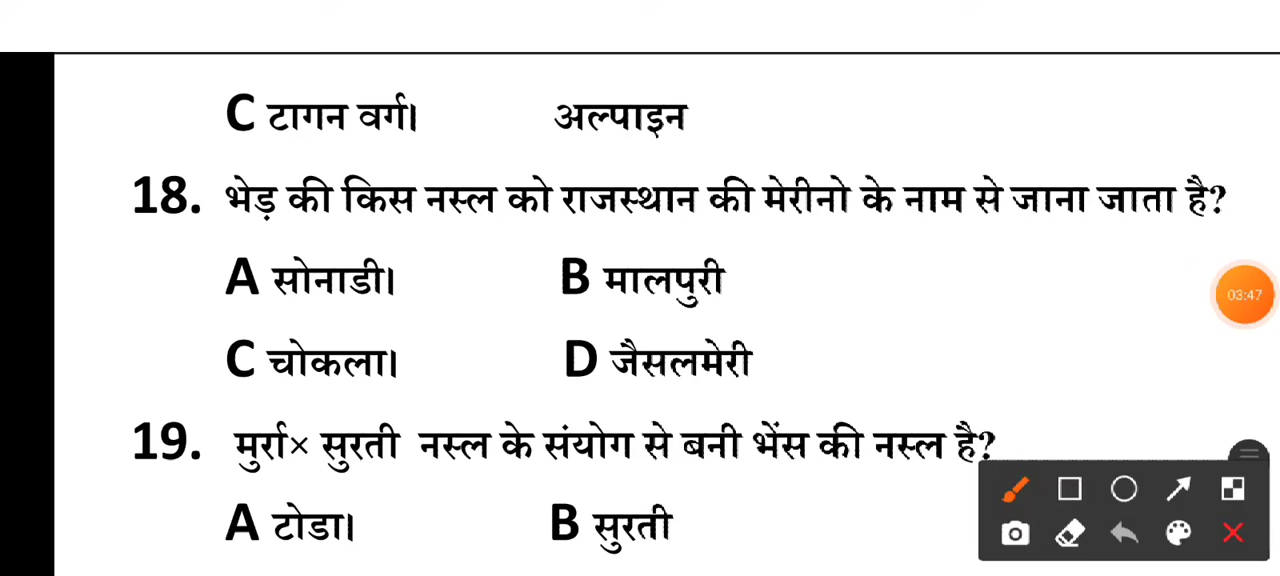 C टागन वर्ग। अल्पाइन
18. भेड़ की किस नस्ल को राजस्थान की मेरीनो के नाम से जाना जाता है?
A सोनाडी। B मालपुरी
03:47
C चोकला। D जैसलमेरी
19. मुर्रा× सुरती नस्ल के संयोग से बनी भेंस की नस्ल है?
A टोडा। B सुरती